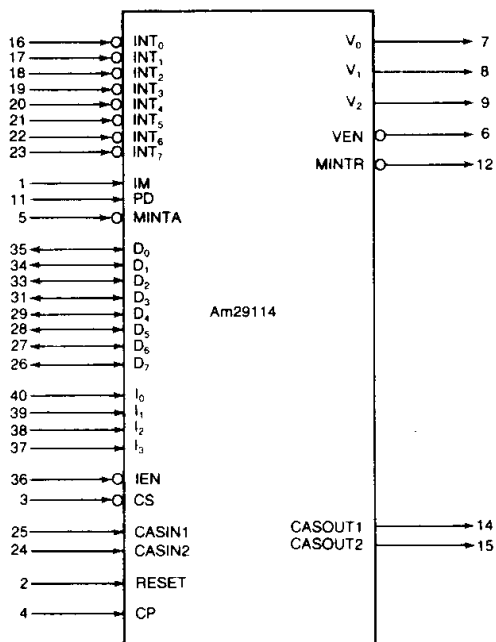 16 INT₀ V₀ 7
17 INT₁
18 INT₂ V₁ 8
19 INT₃
20 INT₄ V₂ 9
21 INT₅
22 INT₆ VEN 6
23 INT₇ MINTR 12
1 IM
11 PD
5 MINTA
35 D₀
34 D₁
33 D₂
31 D₃
29 D₄
Am29114
28 D₅
27 D₆
26 D₇
40 I₀
39 I₁
38 I₂
37 I₃
36 IEN
3 CS
25 CASIN1 CASOUT1 14
24 CASIN2 CASOUT2 15
2 RESET
4 CP